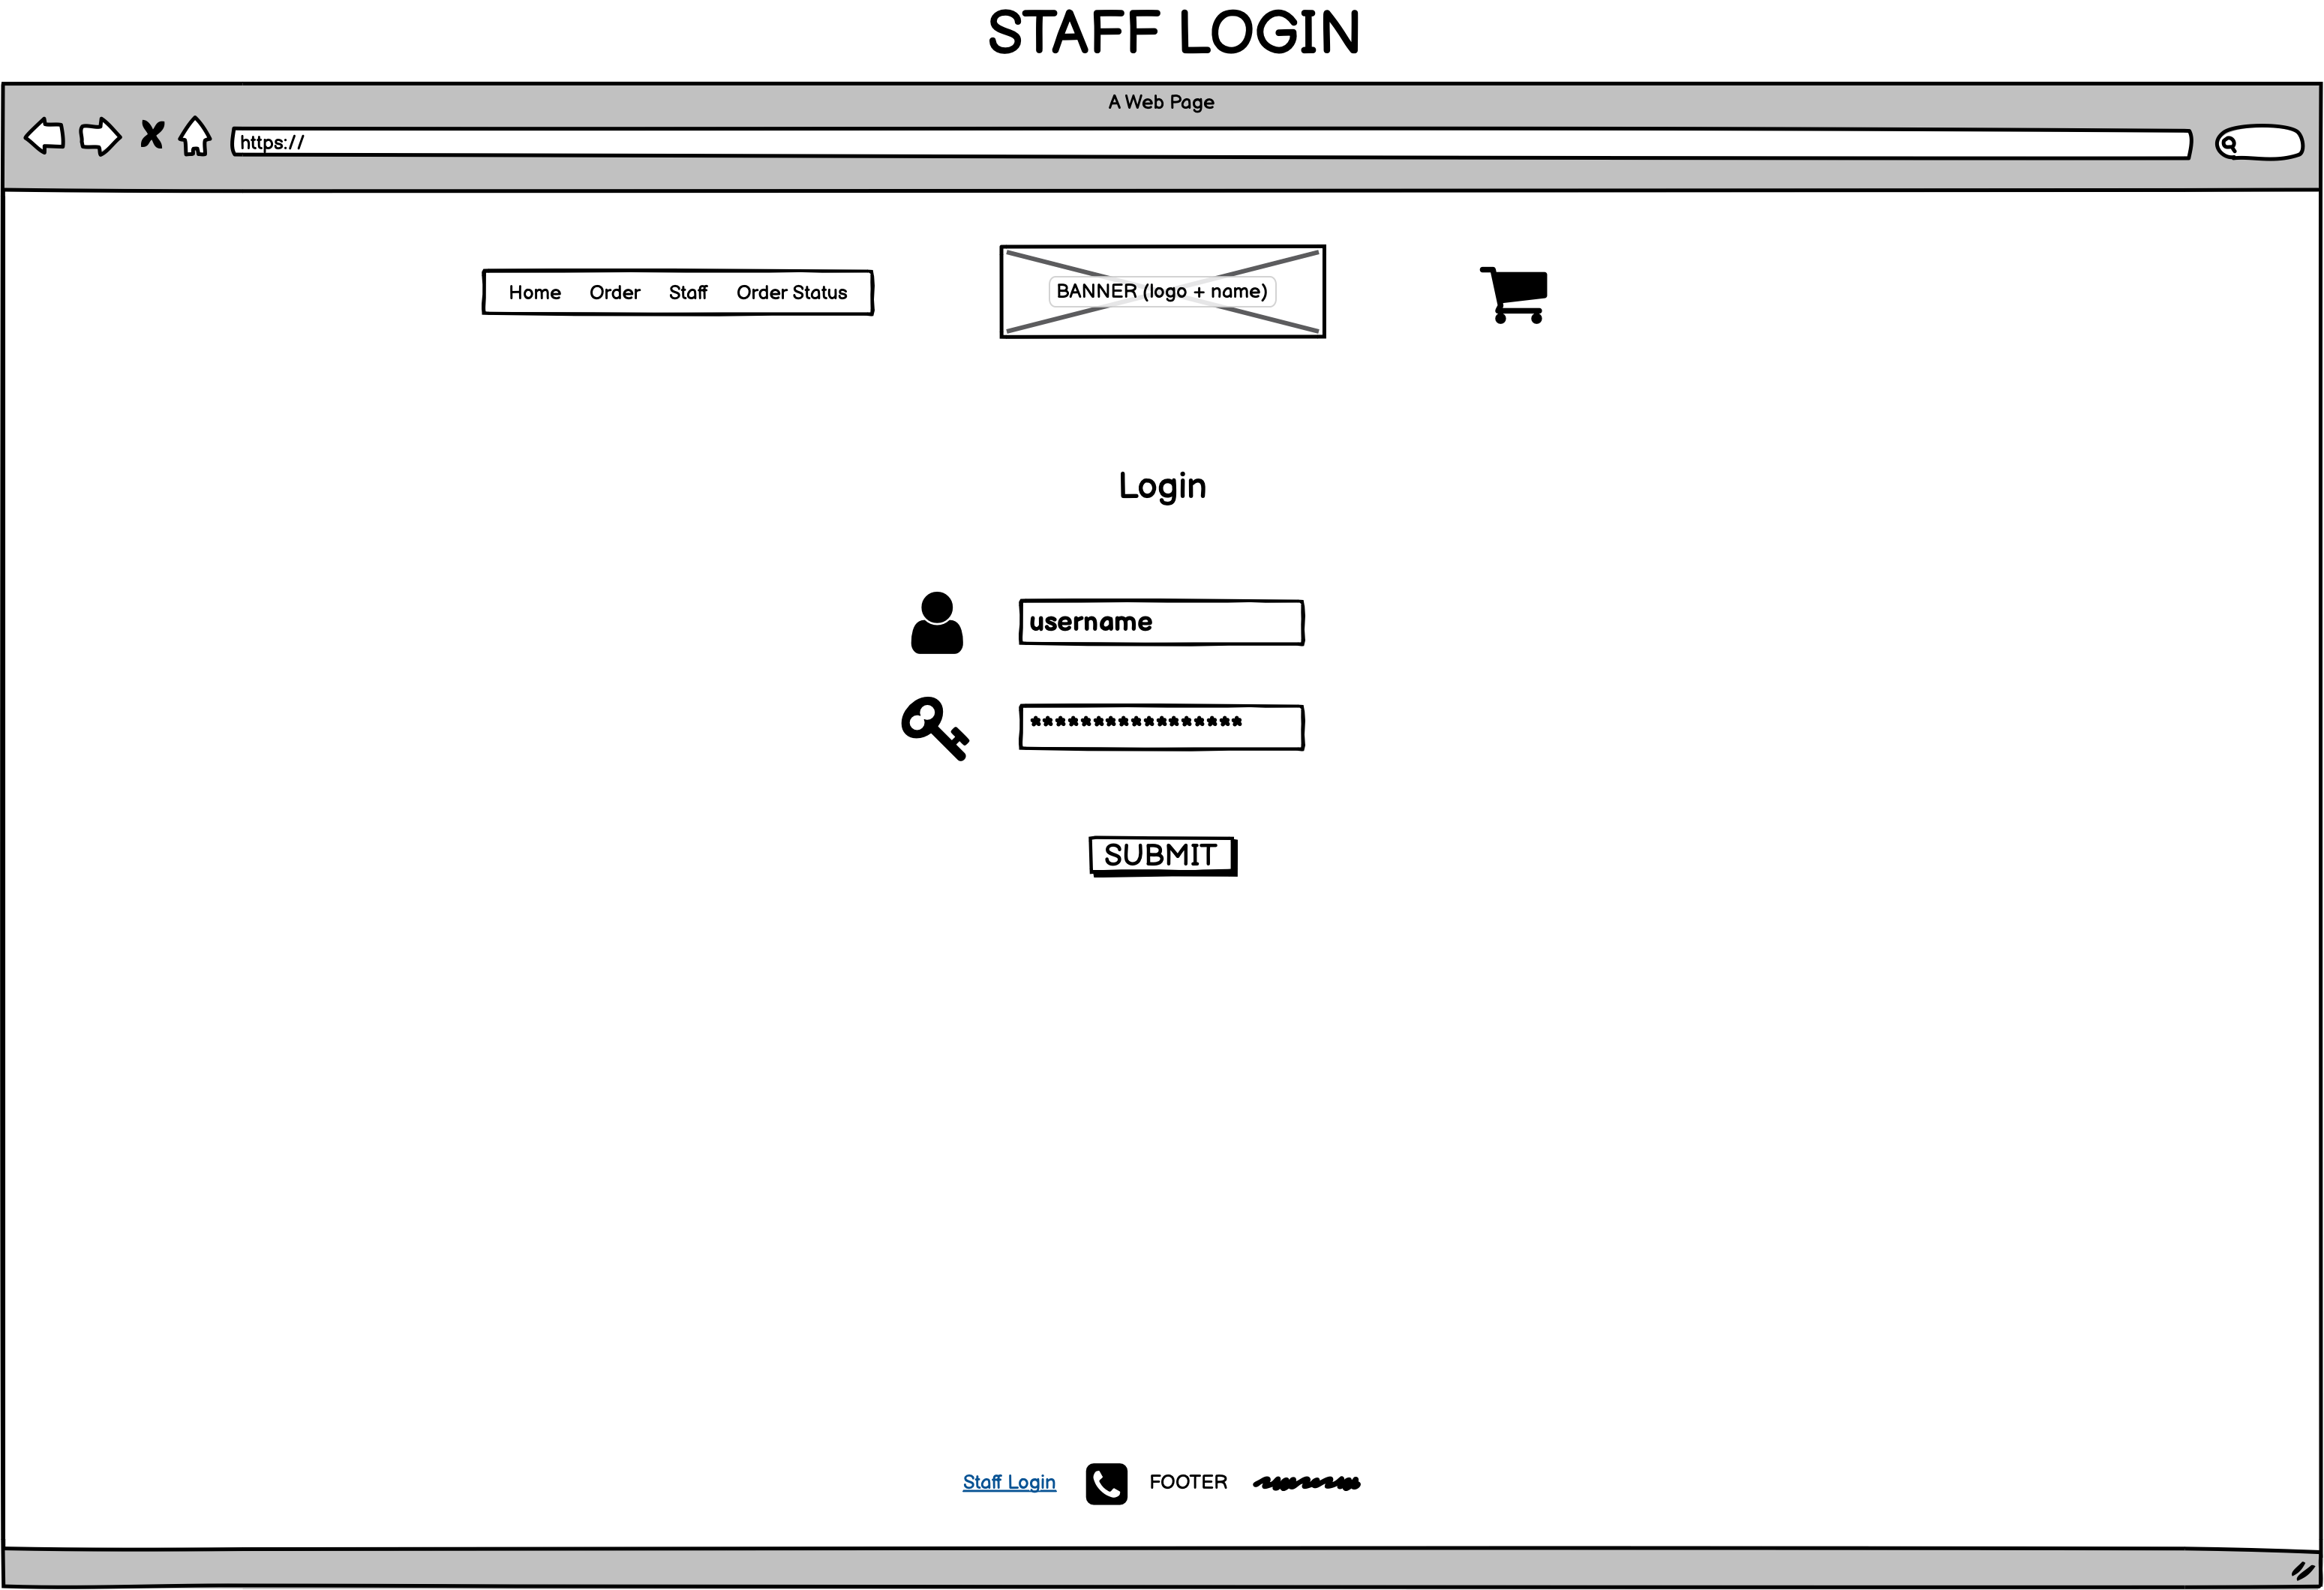 STAFF LOGIN
A Web Page
https://
Home Order Staff Order Status
BANNER (logo + name)
Login
username
*****************
SUBMIT
Staff Login FOOTER